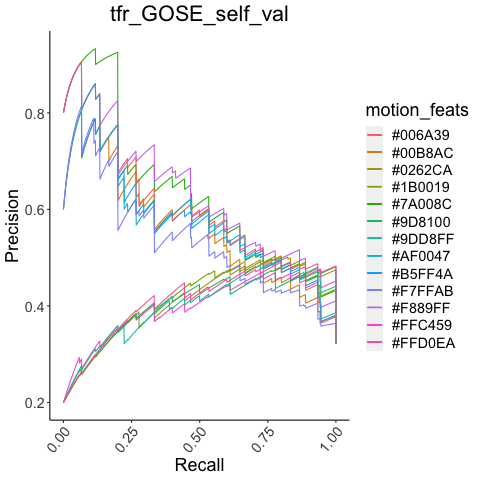 tfr_GOSE_self_val
Precision
0.8
0.6
0.4
0.2
0.00
0.25
0.50
0.75
1.00
Recall
motion_feats
#006A39
#00B8AC
#0262CA
#1B0019
#7A008C
#9D8100
#9DD8FF
#AF0047
#B5FF4A
#F7FFAB
#F889FF
#FFC459
#FFD0EA